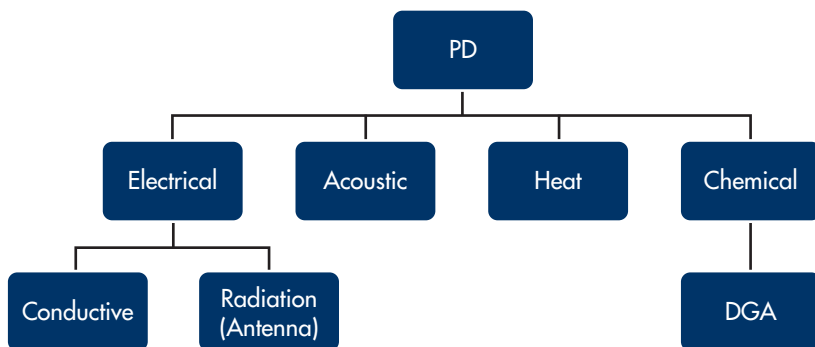 PD
Electrical
Acoustic
Heat
Chemical
Conductive
Radiation
(Antenna)
DGA